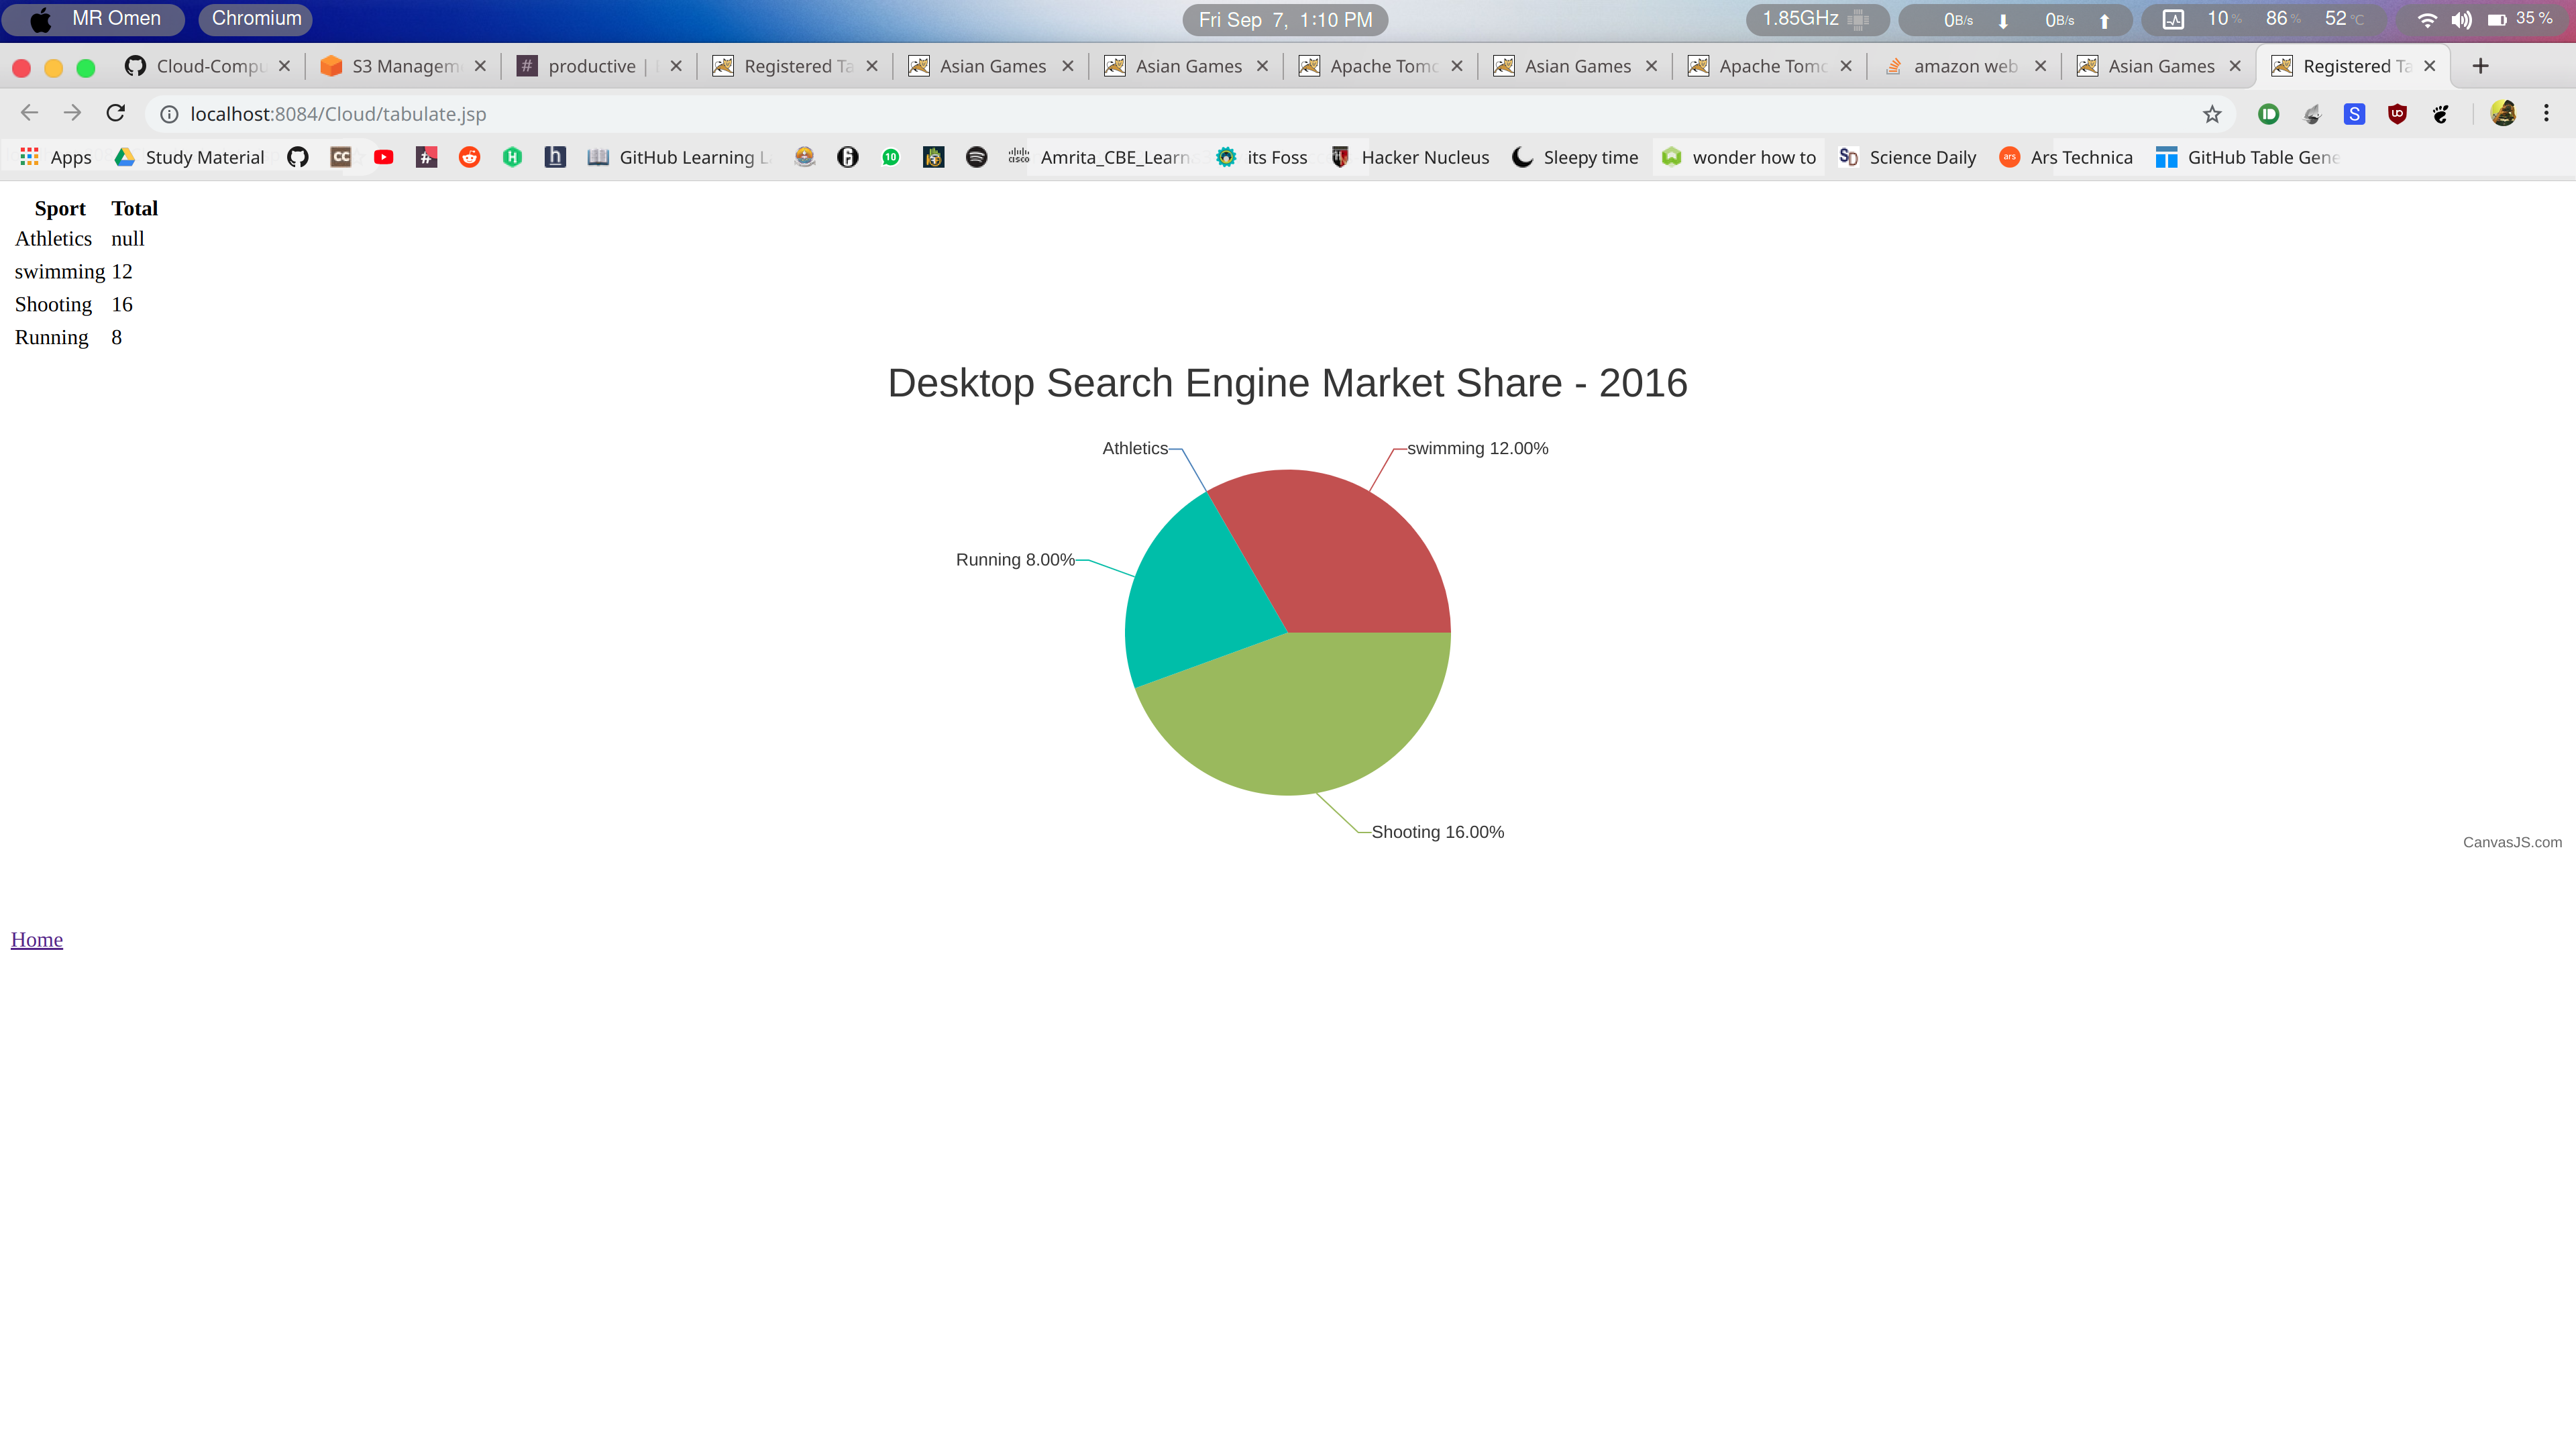 MR Omen Chromium Fri Sep 7, 1:10 PM 1.85GHz 0B/s 0B/s 10% 86% 52°C 35%
Cloud-Compu S3 Managem productive | Registered Ta Asian Games Asian Games Apache Tomc Asian Games Apache Tomc amazon web Asian Games Registered Ta
localhost:8084/Cloud/tabulate.jsp
Apps Study Material GitHub Learning La Amrita_CBE_Learn its Foss Hacker Nucleus Sleepy time wonder how to Science Daily Ars Technica GitHub Table Gene
Sport Total
Athletics null
swimming 12
Shooting 16
Running 8
Desktop Search Engine Market Share - 2016
Athletics swimming 12.00%
Running 8.00%
Shooting 16.00%
CanvasJS.com
Home